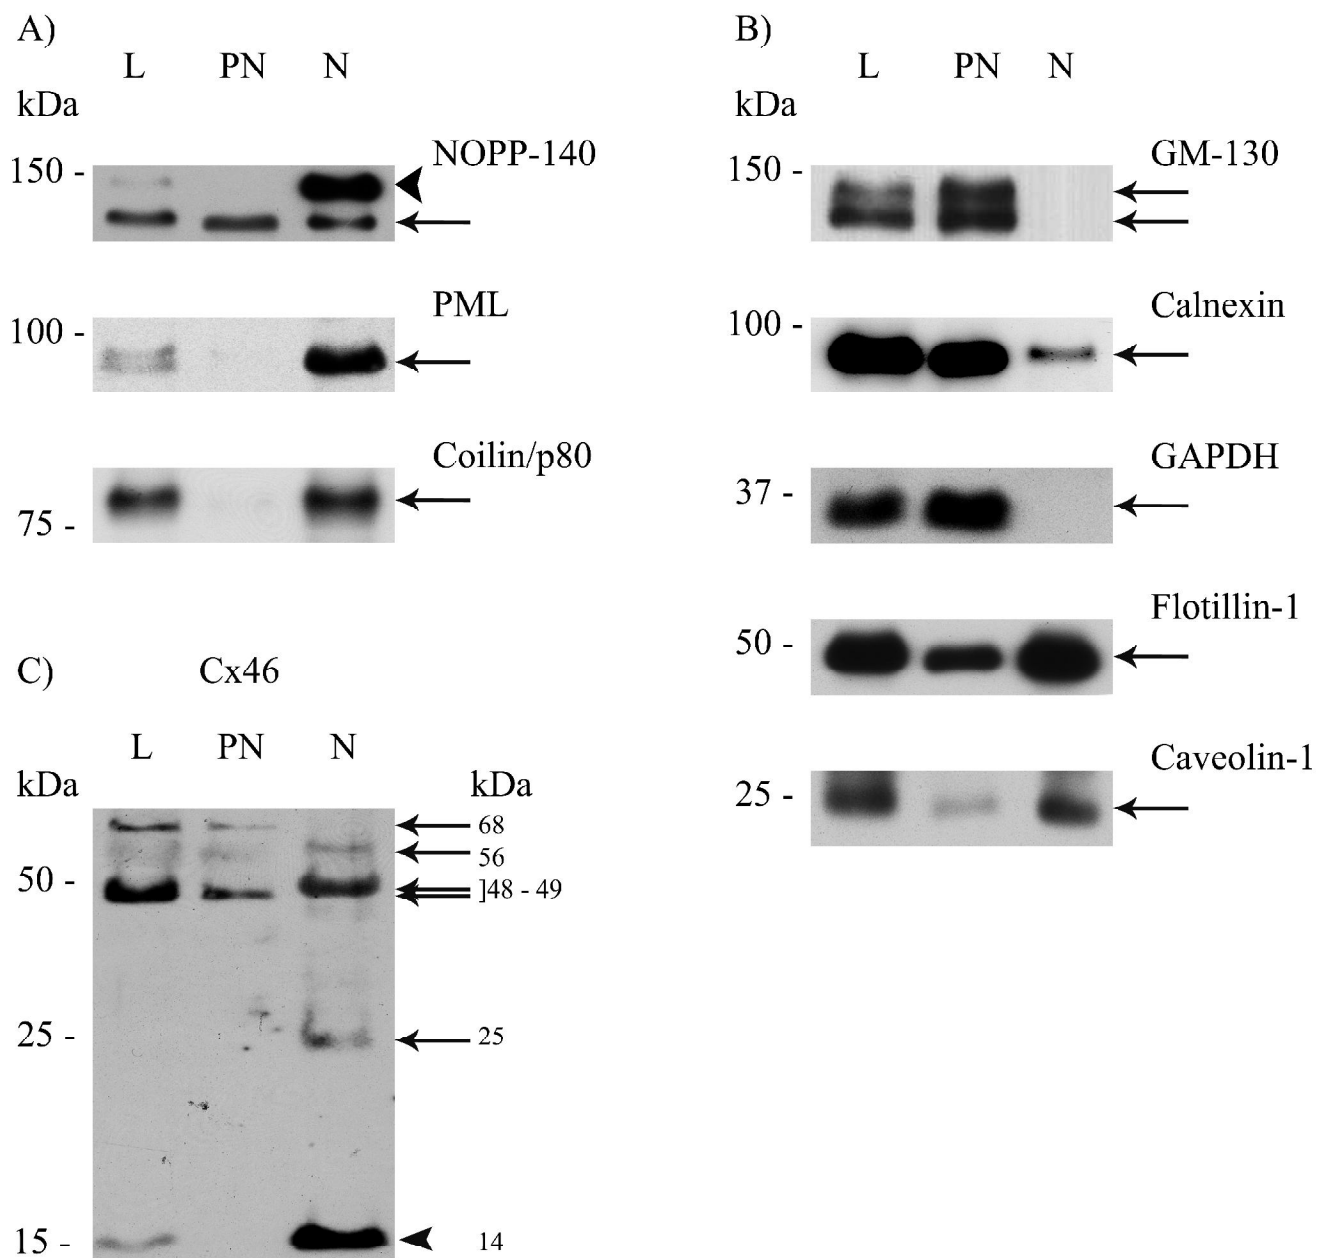 A)
L PN N
kDa
NOPP-140
150 -
PML
100 -
Coilin/p80
75 -
B)
L PN N
kDa
GM-130
150 -
Calnexin
100 -
GAPDH
37 -
Flotillin-1
50 -
Caveolin-1
25 -
C) Cx46
L PN N
kDa kDa
68
56
50 - ]48 - 49
25 - 25
15 - 14